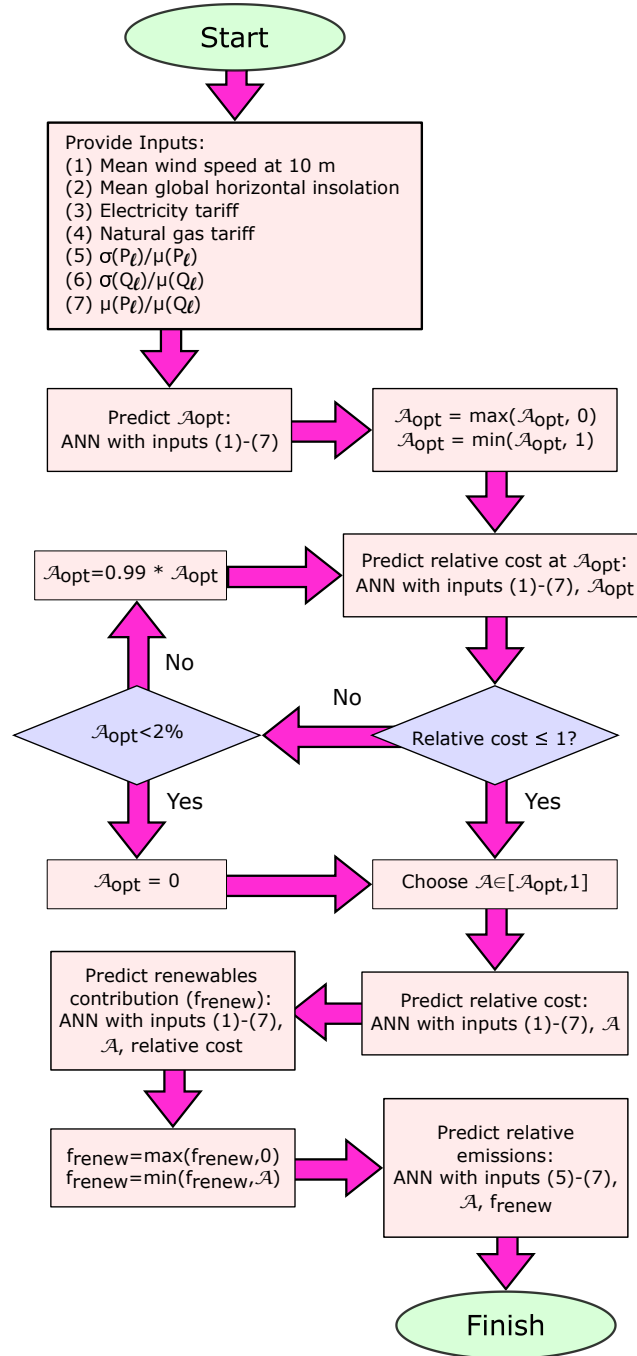 Start
Provide Inputs:
(1) Mean wind speed at 10 m
(2) Mean global horizontal insolation
(3) Electricity tariff
(4) Natural gas tariff
(5) σ(Pℓ)/μ(Pℓ)
(6) σ(Qℓ)/μ(Qℓ)
(7) μ(Pℓ)/μ(Qℓ)
Predict 𝒜opt:
ANN with inputs (1)-(7)
𝒜opt = max(𝒜opt, 0)
𝒜opt = min(𝒜opt, 1)
Predict relative cost at 𝒜opt:
ANN with inputs (1)-(7), 𝒜opt
𝒜opt=0.99 * 𝒜opt
No
No
𝒜opt<2%
Relative cost ≤ 1?
Yes
Yes
𝒜opt = 0
Choose 𝒜∈[𝒜opt,1]
Predict relative cost:
ANN with inputs (1)-(7), 𝒜
Predict renewables
contribution (frenew):
ANN with inputs (1)-(7),
𝒜, relative cost
frenew=max(frenew,0)
frenew=min(frenew,𝒜)
Predict relative
emissions:
ANN with inputs (5)-(7),
𝒜, frenew
Finish